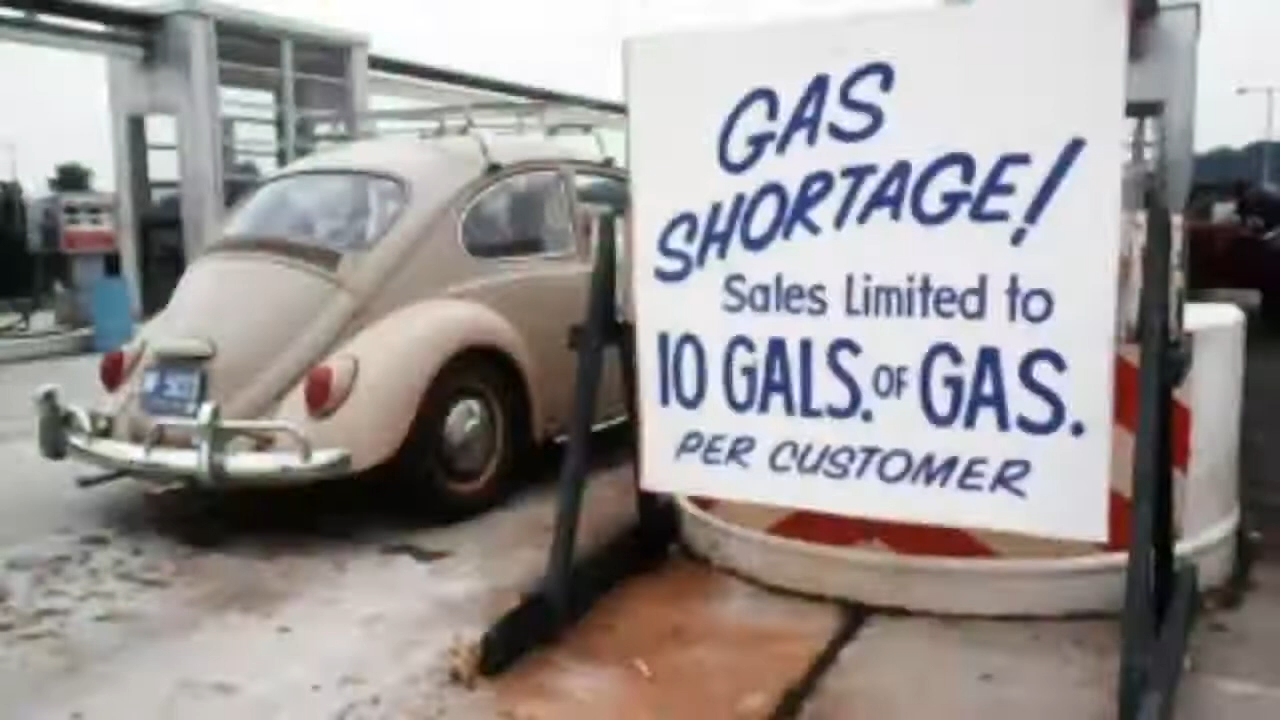 GAS
SHORTAGE!
Sales Limited to
10 GALS. OF GAS.
PER CUSTOMER